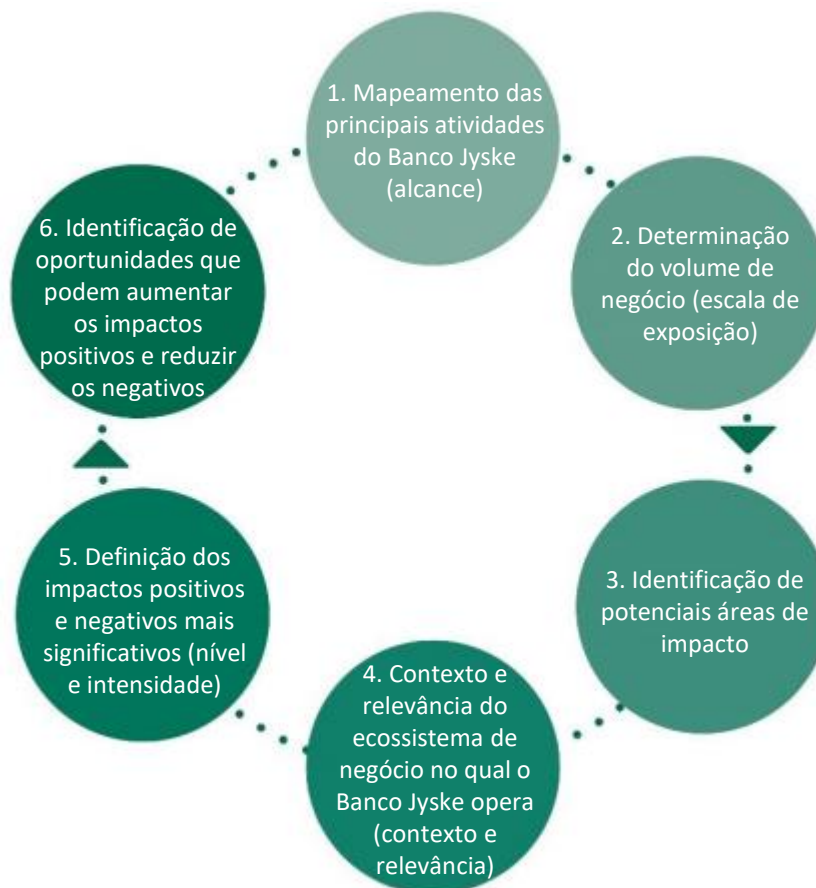 1. Mapeamento das
principais atividades
do Banco Jyske
(alcance)
2. Determinação
do volume de
negócio (escala de
exposição)
3. Identificação de
potenciais áreas de
impacto
4. Contexto e
relevância do
ecossistema de
negócio no qual o
Banco Jyske opera
(contexto e
relevância)
5. Definição dos
impactos positivos
e negativos mais
significativos (nível
e intensidade)
6. Identificação de
oportunidades que
podem aumentar
os impactos
positivos e reduzir
os negativos